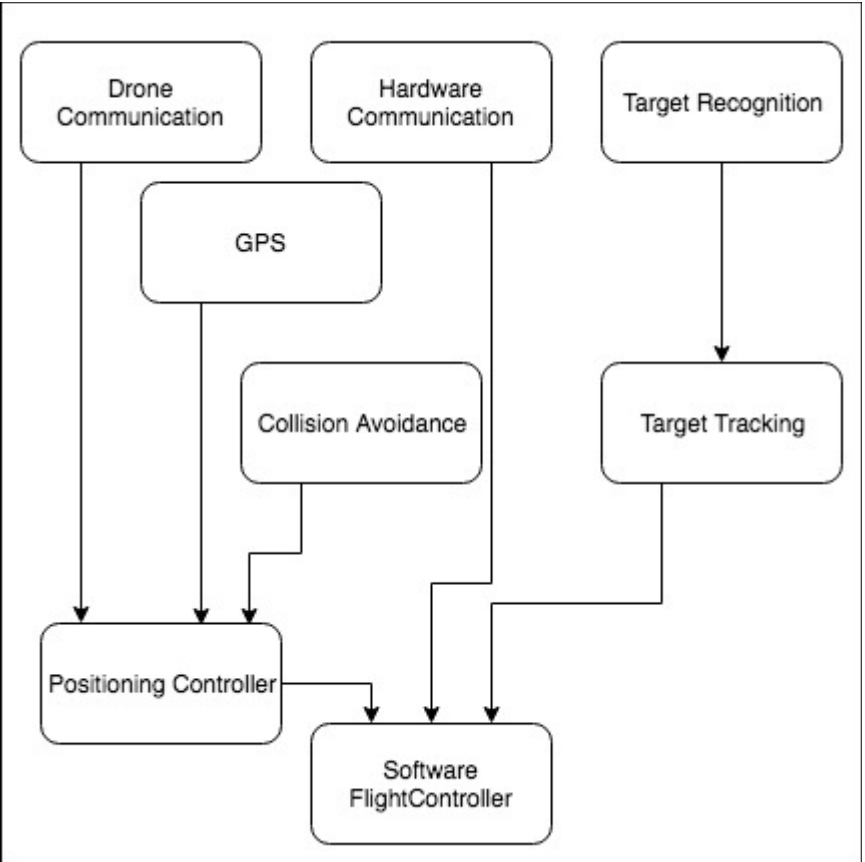 Drone
Communication
Hardware
Communication
Target Recognition
GPS
Collision Avoidance
Target Tracking
Positioning Controller
Software
FlightController